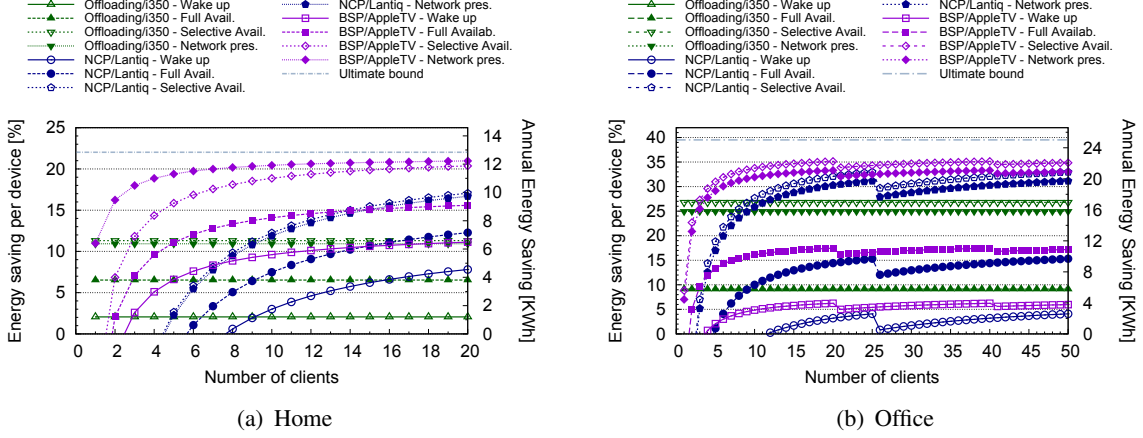 Offloading/i350 - Wake up
Offloading/i350 - Full Avail.
Offloading/i350 - Selective Avail.
Offloading/i350 - Network pres.
NCP/Lantiq - Wake up
NCP/Lantiq - Full Avail.
NCP/Lantiq - Selective Avail.
NCP/Lantiq - Network pres.
BSP/AppleTV - Wake up
BSP/AppleTV - Full Availab.
BSP/AppleTV - Selective Avail.
BSP/AppleTV - Network pres.
Ultimate bound
Energy saving per device [%]
25
20
15
10
5
0
0 2 4 6 8 10 12 14 16 18 20
Number of clients
14
12
10
8
6
4
2
0
Annual Energy Saving [KWh]
(a) Home
Offloading/i350 - Wake up
Offloading/i350 - Full Avail.
Offloading/i350 - Selective Avail.
Offloading/i350 - Network pres.
NCP/Lantiq - Wake up
NCP/Lantiq - Full Avail.
NCP/Lantiq - Selective Avail.
NCP/Lantiq - Network pres.
BSP/AppleTV - Wake up
BSP/AppleTV - Full Availab.
BSP/AppleTV - Selective Avail.
BSP/AppleTV - Network pres.
Ultimate bound
Energy saving per device [%]
40
35
30
25
20
15
10
5
0
0 5 10 15 20 25 30 35 40 45 50
Number of clients
24
20
16
12
8
4
0
Annual Energy Saving [KWh]
(b) Office